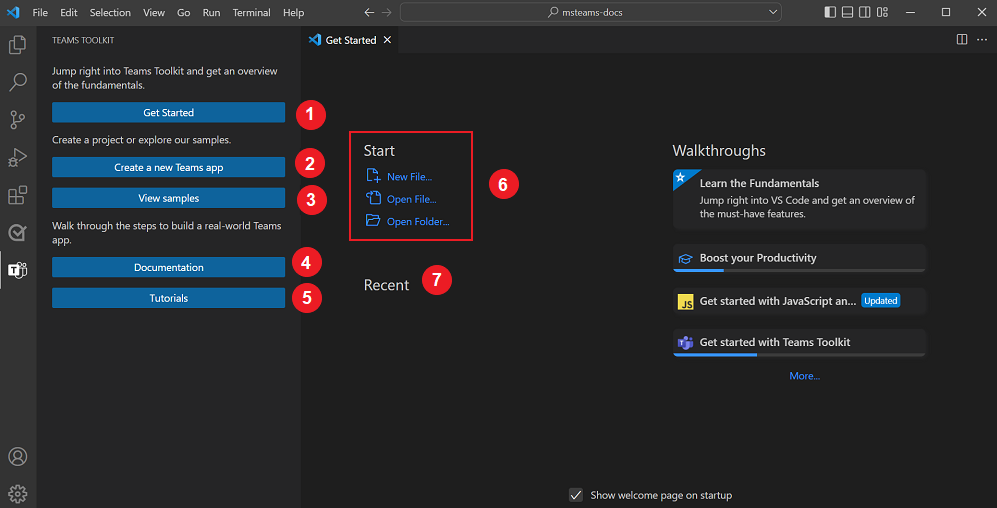 File Edit Selection View Go Run Terminal Help
msteams-docs
TEAMS TOOLKIT
Jump right into Teams Toolkit and get an overview
of the fundamentals.
Get Started
1
Create a project or explore our samples.
Create a new Teams app
2
View samples
3
Walk through the steps to build a real-world Teams
app.
Documentation
4
Tutorials
5
Get Started
Start
New File...
Open File...
Open Folder...
6
Recent
7
Walkthroughs
Learn the Fundamentals
Jump right into VS Code and get an overview of
the must-have features.
Boost your Productivity
JS
Get started with JavaScript an... Updated
T
Get started with Teams Toolkit
More...
Show welcome page on startup